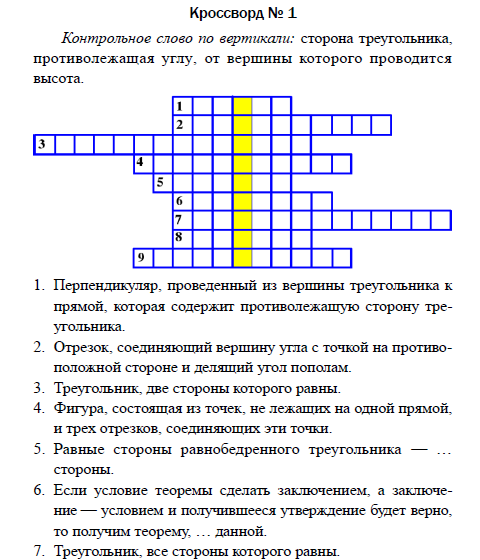 Кроссворд № 1
Контрольное слово по вертикали: сторона треугольника,
противолежащая углу, от вершины которого проводится
высота.
1
2
3
4
5
6
7
8
9
1. Перпендикуляр, проведенный из вершины треугольника к
прямой, которая содержит противолежащую сторону тре-
угольника.
2. Отрезок, соединяющий вершину угла с точкой на противо-
положной стороне и делящий угол пополам.
3. Треугольник, две стороны которого равны.
4. Фигура, состоящая из точек, не лежащих на одной прямой,
и трех отрезков, соединяющих эти точки.
5. Равные стороны равнобедренного треугольника — …
стороны.
6. Если условие теоремы сделать заключением, а заключе-
ние — условием и получившееся утверждение будет верно,
то получим теорему, … данной.
7. Треугольник, все стороны которого равны.